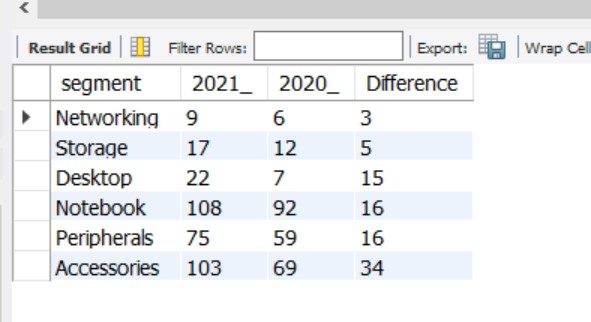 Result Grid Filter Rows: Export: Wrap Cell
segment 2021_ 2020_ Difference
Networking 9 6 3
Storage 17 12 5
Desktop 22 7 15
Notebook 108 92 16
Peripherals 75 59 16
Accessories 103 69 34